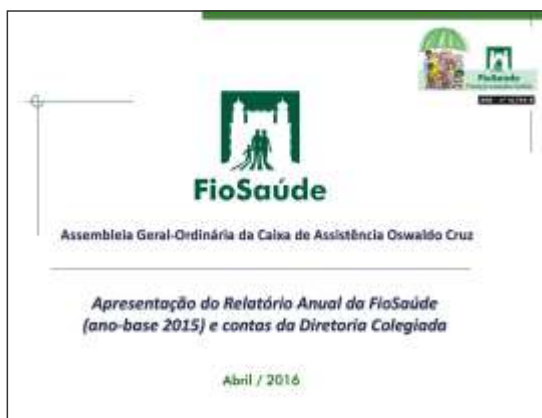 FioSaúde
FioSaúde
Assembleia Geral-Ordinária da Caixa de Assistência Oswaldo Cruz
Apresentação do Relatório Anual da FioSaúde
(ano-base 2015) e contas da Diretoria Colegiada
Abril / 2016